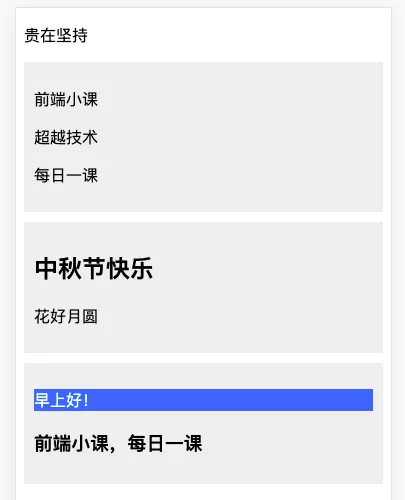 贵在坚持
前端小课
超越技术
每日一课
中秋节快乐
花好月圆
早上好！
前端小课，每日一课